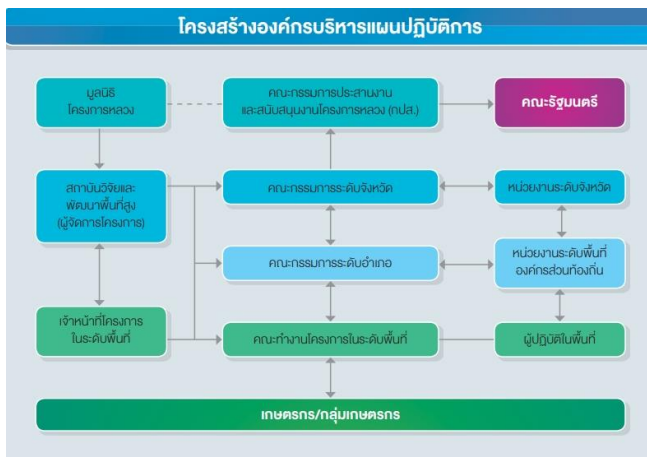 โครงสร้างองค์กรบริหารแผนปฏิบัติการ
มูลนิธิ
โครงการหลวง
คณะกรรมการประสานงาน
และสนับสนุนงานโครงการหลวง (กปส.)
คณะรัฐมนตรี
สถาบันวิจัยและ
พัฒนาพื้นที่สูง
(ผู้จัดการโครงการ)
คณะกรรมการระดับจังหวัด
หน่วยงานระดับจังหวัด
คณะกรรมการระดับอำเภอ
หน่วยงานระดับพื้นที่
องค์กรส่วนท้องถิ่น
เจ้าหน้าที่โครงการ
ในระดับพื้นที่
คณะทำงานโครงการในระดับพื้นที่
ผู้ปฏิบัติในพื้นที่
เกษตรกร/กลุ่มเกษตรกร